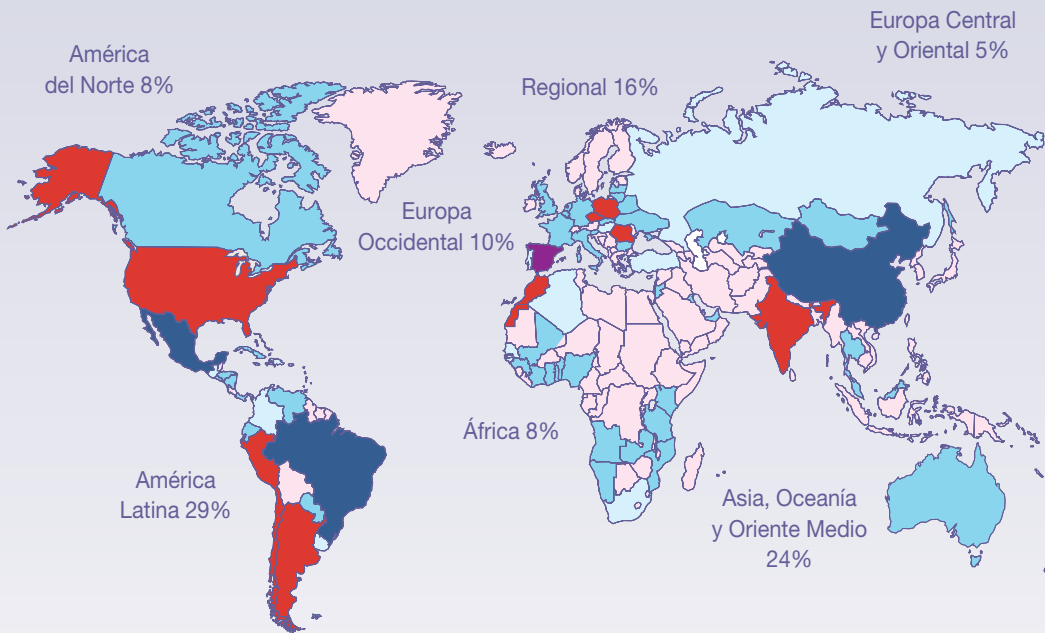 Europa Central
y Oriental 5%
América
del Norte 8%
Regional 16%
Europa
Occidental 10%
África 8%
América
Latina 29%
Asia, Oceanía
y Oriente Medio
24%